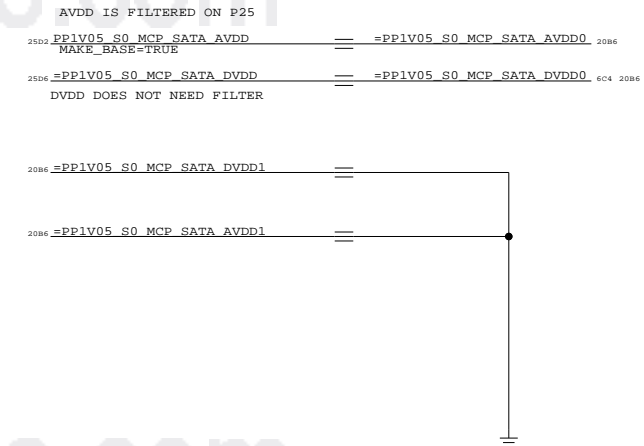 AVDD IS FILTERED ON P25
25D2 PP1V05_S0_MCP_SATA_AVDD =PP1V05_S0_MCP_SATA_AVDD0 20B6
MAKE_BASE=TRUE
25D6 =PP1V05_S0_MCP_SATA_DVDD =PP1V05_S0_MCP_SATA_DVDD0 6C4 20B6
DVDD DOES NOT NEED FILTER
20B6 =PP1V05_S0_MCP_SATA_DVDD1
20B6 =PP1V05_S0_MCP_SATA_AVDD1